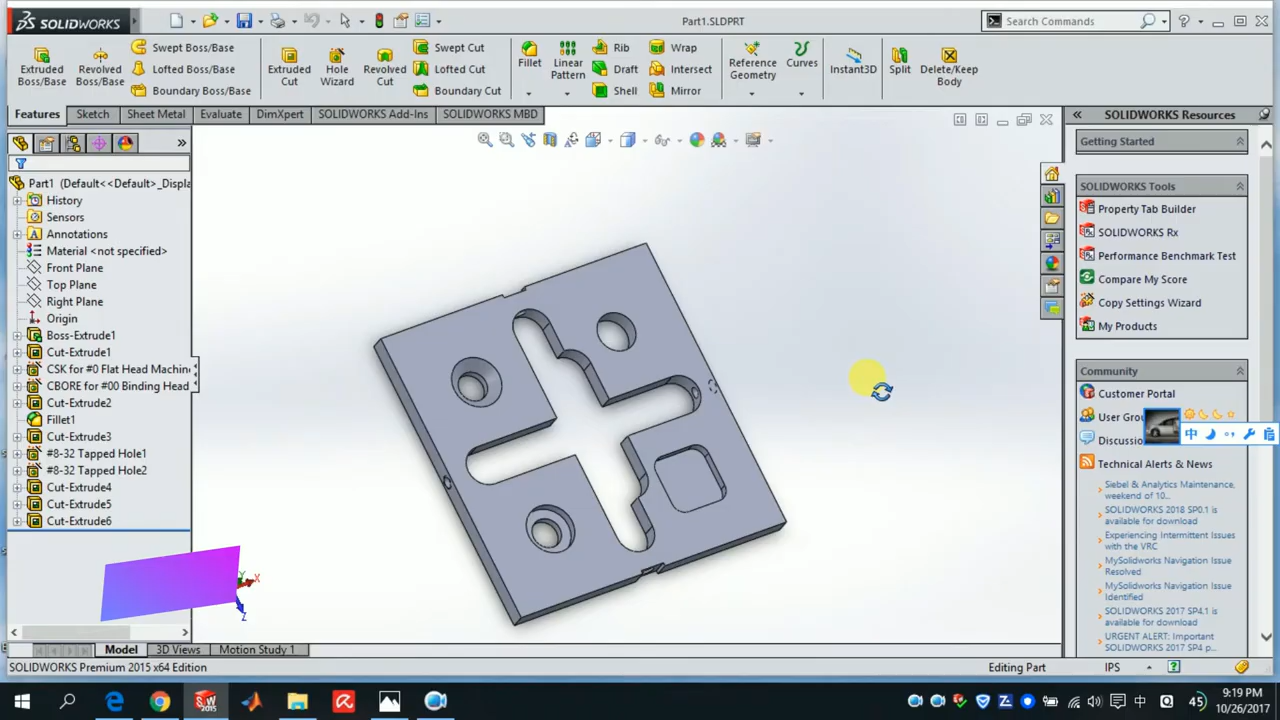 SOLIDWORKS
Part1.SLDPRT
Search Commands
Extruded Boss/Base
Revolved Boss/Base
Swept Boss/Base
Lofted Boss/Base
Boundary Boss/Base
Extruded Cut
Hole Wizard
Revolved Cut
Swept Cut
Lofted Cut
Boundary Cut
Fillet
Linear Pattern
Rib
Draft
Shell
Wrap
Intersect
Mirror
Reference Geometry
Curves
Instant3D
Split
Delete/Keep Body
Features
Sketch
Sheet Metal
Evaluate
DimXpert
SOLIDWORKS Add-Ins
SOLIDWORKS MBD
Part1 (Default<<Default>_Displa
History
Sensors
Annotations
Material <not specified>
Front Plane
Top Plane
Right Plane
Origin
Boss-Extrude1
Cut-Extrude1
CSK for #0 Flat Head Machine
CBORE for #00 Binding Head
Cut-Extrude2
Fillet1
Cut-Extrude3
#8-32 Tapped Hole1
#8-32 Tapped Hole2
Cut-Extrude4
Cut-Extrude5
Cut-Extrude6
Y
X
Z
SOLIDWORKS Resources
Getting Started
SOLIDWORKS Tools
Property Tab Builder
SOLIDWORKS Rx
Performance Benchmark Test
Compare My Score
Copy Settings Wizard
My Products
Community
Customer Portal
User Grou
Discussio
中
Technical Alerts & News
Siebel & Analytics Maintenance,
weekend of 10...
SOLIDWORKS 2018 SP0.1 is
available for download
Experiencing Intermittent Issues
with the VRC
MySolidworks Navigation Issue
Resolved
MySolidworks Navigation Issue
Identified
SOLIDWORKS 2017 SP4.1 is
available for download
URGENT ALERT: Important
SOLIDWORKS 2017 SP4 p...
Model
3D Views
Motion Study 1
SOLIDWORKS Premium 2015 x64 Edition
Editing Part
IPS
SW
2015
中
45
9:19 PM
10/26/2017